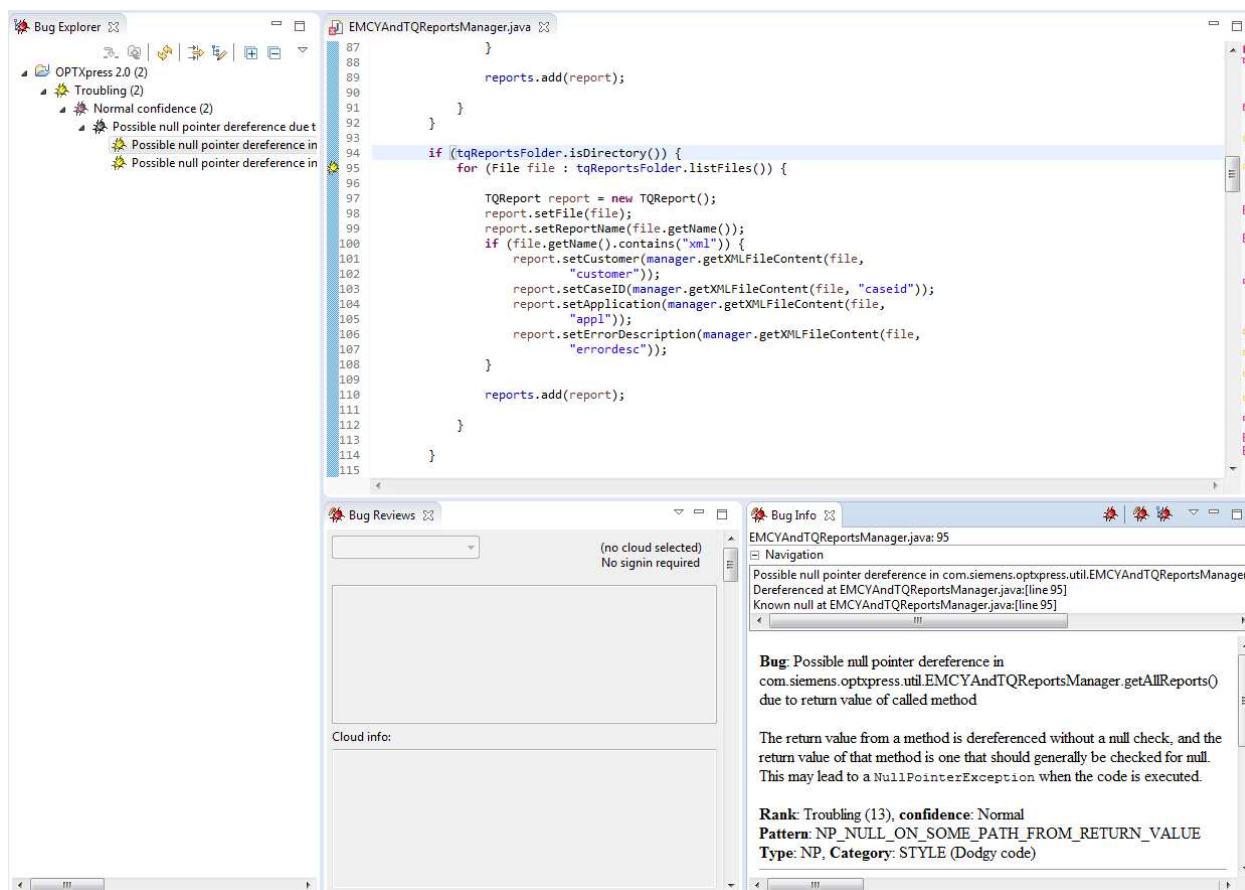 Bug Explorer
OPTXpress 2.0 (2)
Troubling (2)
Normal confidence (2)
Possible null pointer dereference due t
Possible null pointer dereference in
Possible null pointer dereference in
EMCYAndTQReportsManager.java
87 }
88
89 reports.add(report);
90
91 }
92 }
93
94 if (tqReportsFolder.isDirectory()) {
95 for (File file : tqReportsFolder.listFiles()) {
96
97 TQReport report = new TQReport();
98 report.setFile(file);
99 report.setReportName(file.getName());
100 if (file.getName().contains("xml")) {
101 report.setCustomer(manager.getXMLFileContent(file,
102 "customer"));
103 report.setCaseID(manager.getXMLFileContent(file, "caseid"));
104 report.setApplication(manager.getXMLFileContent(file,
105 "appl"));
106 report.setErrorDescription(manager.getXMLFileContent(file,
107 "errordesc"));
108 }
109
110 reports.add(report);
111
112 }
113
114 }
115
Bug Reviews
(no cloud selected)
No signin required
Cloud info:
Bug Info
EMCYAndTQReportsManager.java: 95
Navigation
Possible null pointer dereference in com.siemens.optxpress.util.EMCYAndTQReportsManager
Dereferenced at EMCYAndTQReportsManager.java:[line 95]
Known null at EMCYAndTQReportsManager.java:[line 95]
Bug: Possible null pointer dereference in
com.siemens.optxpress.util.EMCYAndTQReportsManager.getAllReports()
due to return value of called method
The return value from a method is dereferenced without a null check, and the
return value of that method is one that should generally be checked for null.
This may lead to a NullPointerException when the code is executed.
Rank: Troubling (13), confidence: Normal
Pattern: NP_NULL_ON_SOME_PATH_FROM_RETURN_VALUE
Type: NP, Category: STYLE (Dodgy code)